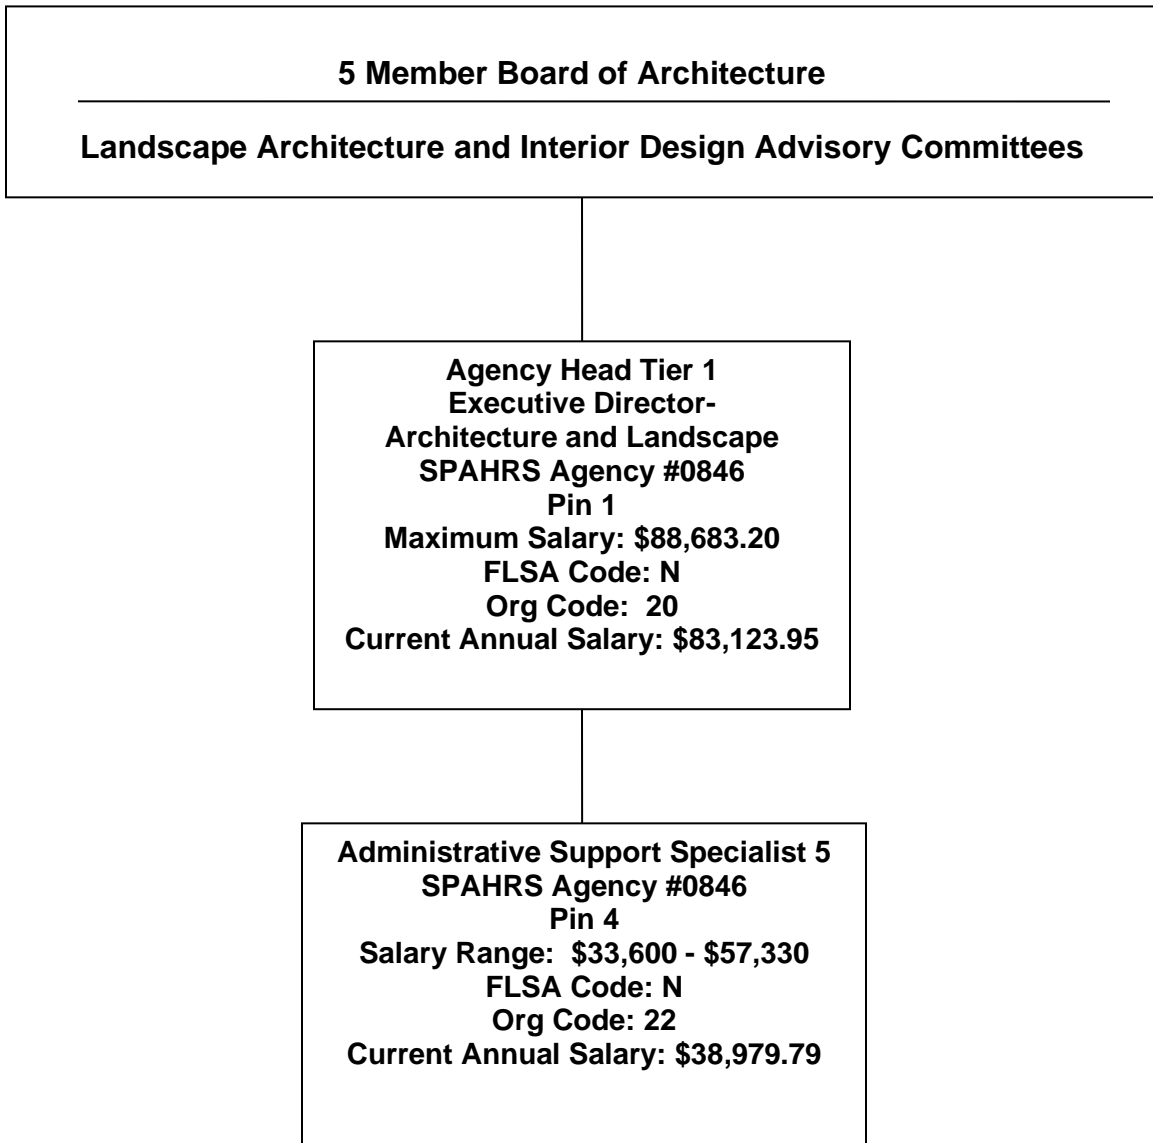 5 Member Board of Architecture
Landscape Architecture and Interior Design Advisory Committees
Agency Head Tier 1
Executive Director-
Architecture and Landscape
SPAHRS Agency #0846
Pin 1
Maximum Salary: $88,683.20
FLSA Code: N
Org Code:  20
Current Annual Salary: $83,123.95
Administrative Support Specialist 5
SPAHRS Agency #0846
Pin 4
Salary Range:  $33,600 - $57,330
FLSA Code: N
Org Code: 22
Current Annual Salary: $38,979.79